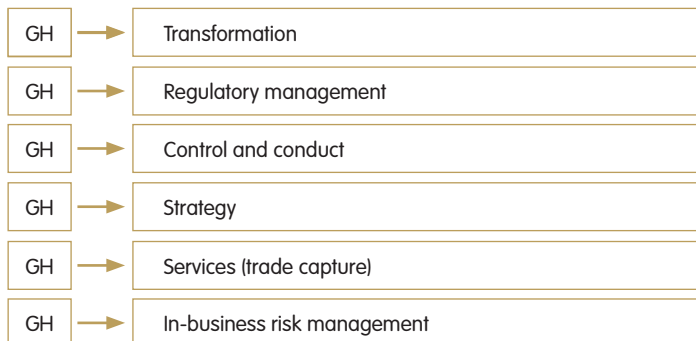 GH Transformation
GH Regulatory management
GH Control and conduct
GH Strategy
GH Services (trade capture)
GH In-business risk management